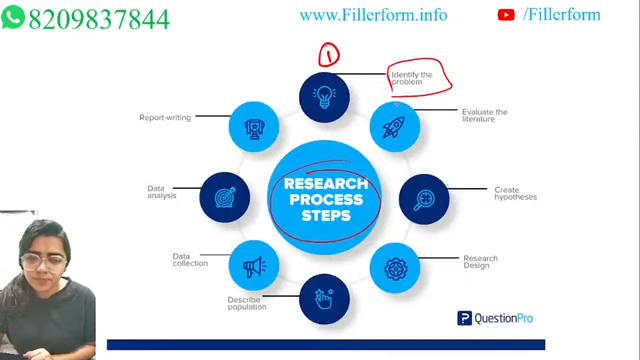 8209837844
www.Fillerform.info
/Fillerform
1
Identify the
problem
Evaluate the
literature
Create
hypotheses
Research
Design
Describe
population
Data
collection
Data
analysis
Report-writing
RESEARCH
PROCESS
STEPS
P QuestionPro